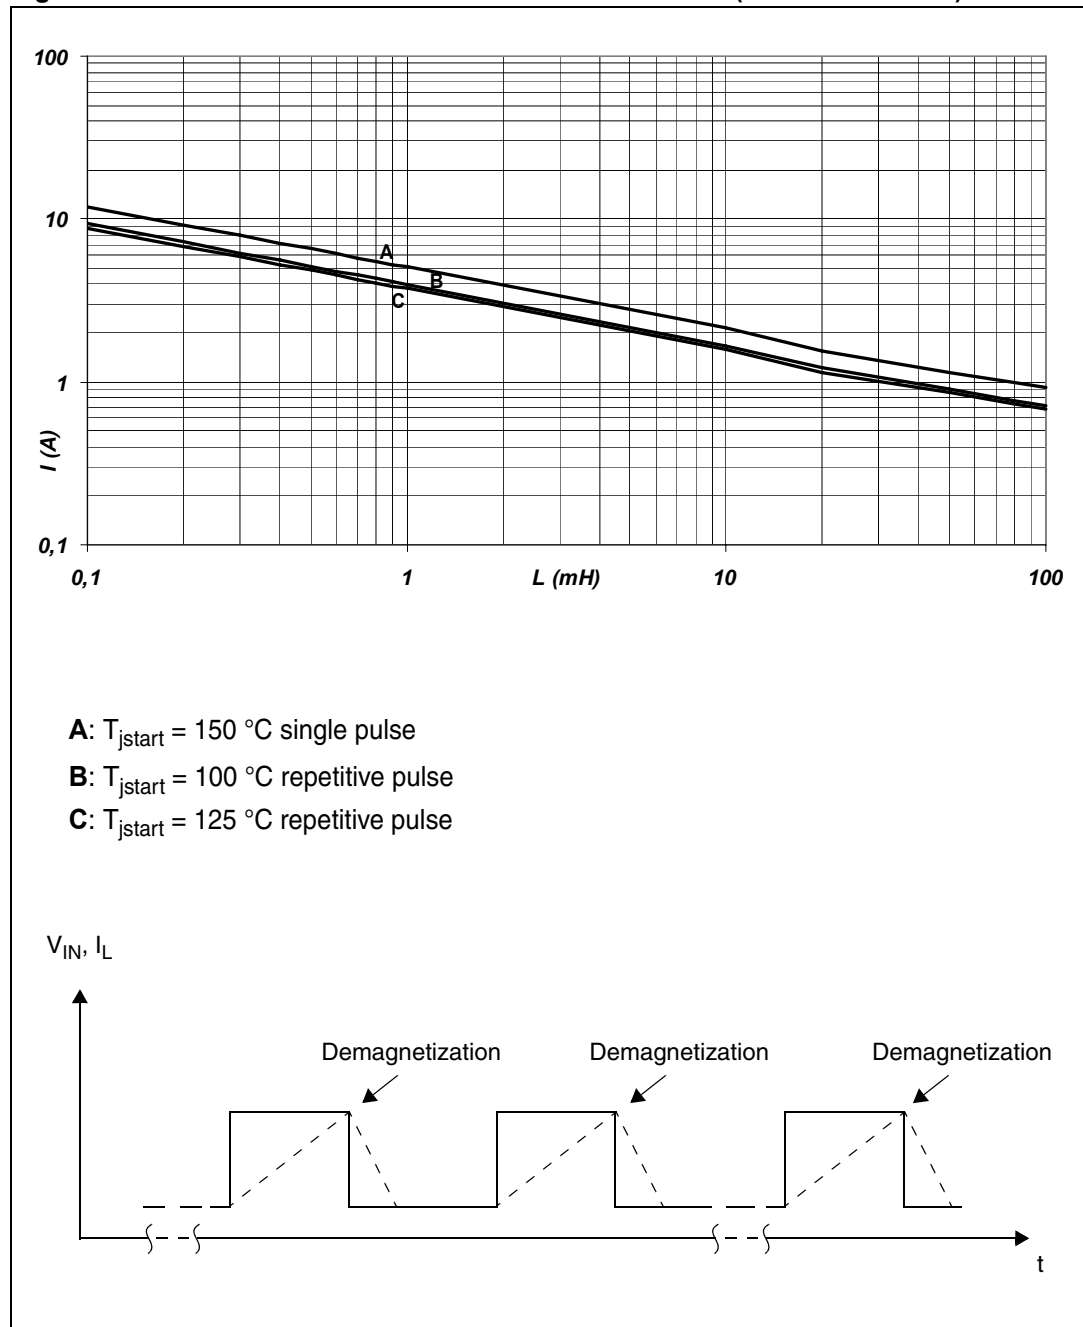 100
10
1
0,1
I (A)
A
B
C
0,1 1 L (mH) 10 100
A: Tjstart = 150 °C single pulse
B: Tjstart = 100 °C repetitive pulse
C: Tjstart = 125 °C repetitive pulse
VIN, IL
Demagnetization Demagnetization Demagnetization
t